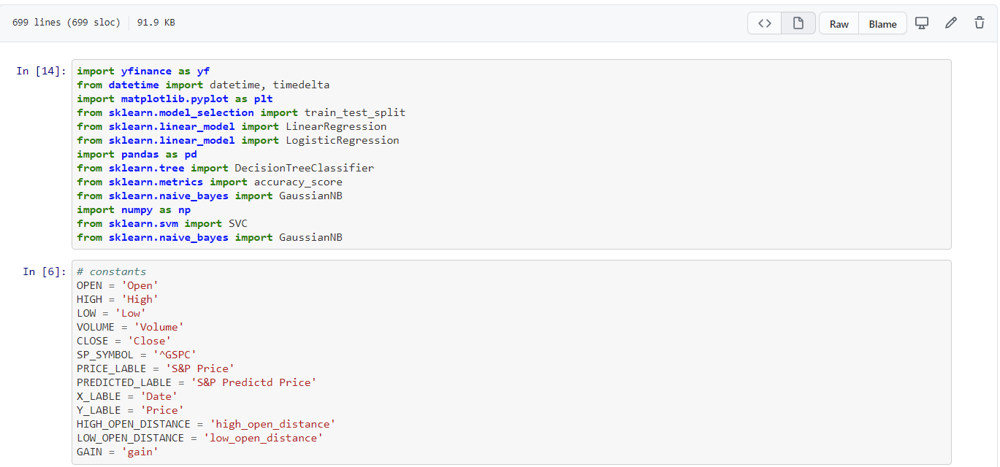 699 lines (699 sloc) 91.9 KB
<> Raw Blame
In [14]:
import yfinance as yf
from datetime import datetime, timedelta
import matplotlib.pyplot as plt
from sklearn.model_selection import train_test_split
from sklearn.linear_model import LinearRegression
from sklearn.linear_model import LogisticRegression
import pandas as pd
from sklearn.tree import DecisionTreeClassifier
from sklearn.metrics import accuracy_score
from sklearn.naive_bayes import GaussianNB
import numpy as np
from sklearn.svm import SVC
from sklearn.naive_bayes import GaussianNB
In [6]:
# constants
OPEN = 'Open'
HIGH = 'High'
LOW = 'Low'
VOLUME = 'Volume'
CLOSE = 'Close'
SP_SYMBOL = '^GSPC'
PRICE_LABLE = 'S&P Price'
PREDICTED_LABLE = 'S&P Predictd Price'
X_LABLE = 'Date'
Y_LABLE = 'Price'
HIGH_OPEN_DISTANCE = 'high_open_distance'
LOW_OPEN_DISTANCE = 'low_open_distance'
GAIN = 'gain'